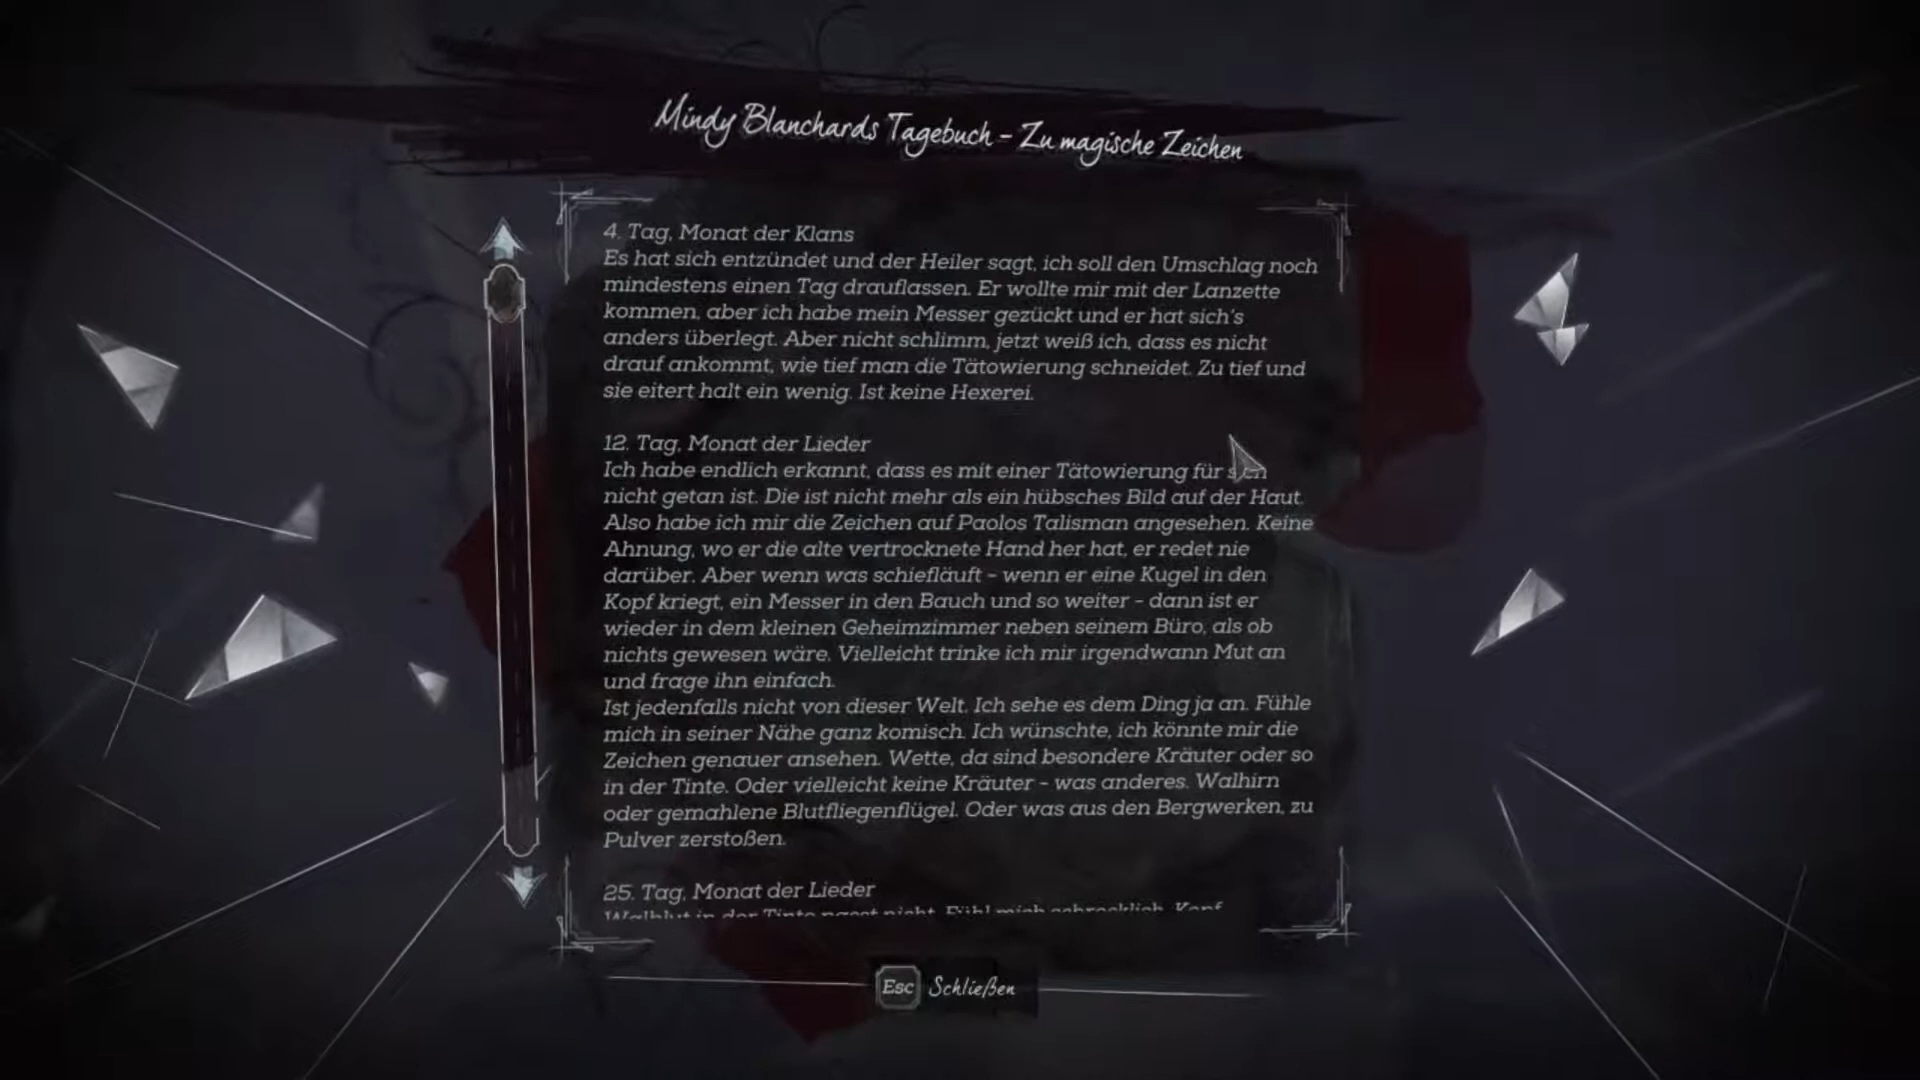 Mindy Blanchards Tagebuch - Zu magische Zeichen
4. Tag, Monat der Klans
Es hat sich entzündet und der Heiler sagt, ich soll den Umschlag noch
mindestens einen Tag drauflassen. Er wollte mir mit der Lanzette
kommen, aber ich habe mein Messer gezückt und er hat sich's
anders überlegt. Aber nicht schlimm, jetzt weiß ich, dass es nicht
drauf ankommt, wie tief man die Tätowierung schneidet. Zu tief und
sie eitert halt ein wenig. Ist keine Hexerei.
12. Tag, Monat der Lieder
Ich habe endlich erkannt, dass es mit einer Tätowierung für sich
nicht getan ist. Die ist nicht mehr als ein hübsches Bild auf der Haut.
Also habe ich mir die Zeichen auf Paolos Talisman angesehen. Keine
Ahnung, wo er die alte vertrocknete Hand her hat, er redet nie
darüber. Aber wenn was schiefläuft - wenn er eine Kugel in den
Kopf kriegt, ein Messer in den Bauch und so weiter - dann ist er
wieder in dem kleinen Geheimzimmer neben seinem Büro, als ob
nichts gewesen wäre. Vielleicht trinke ich mir irgendwann Mut an
und frage ihn einfach.
Ist jedenfalls nicht von dieser Welt. Ich sehe es dem Ding ja an. Fühle
mich in seiner Nähe ganz komisch. Ich wünschte, ich könnte mir die
Zeichen genauer ansehen. Wette, da sind besondere Kräuter oder so
in der Tinte. Oder vielleicht keine Kräuter - was anderes. Walhirn
oder gemahlene Blutfliegenflügel. Oder was aus den Bergwerken, zu
Pulver zerstoßen.
25. Tag, Monat der Lieder
Walblut in der Tinte passt nicht. Fühl mich schrecklich. Kopf
Esc Schließen